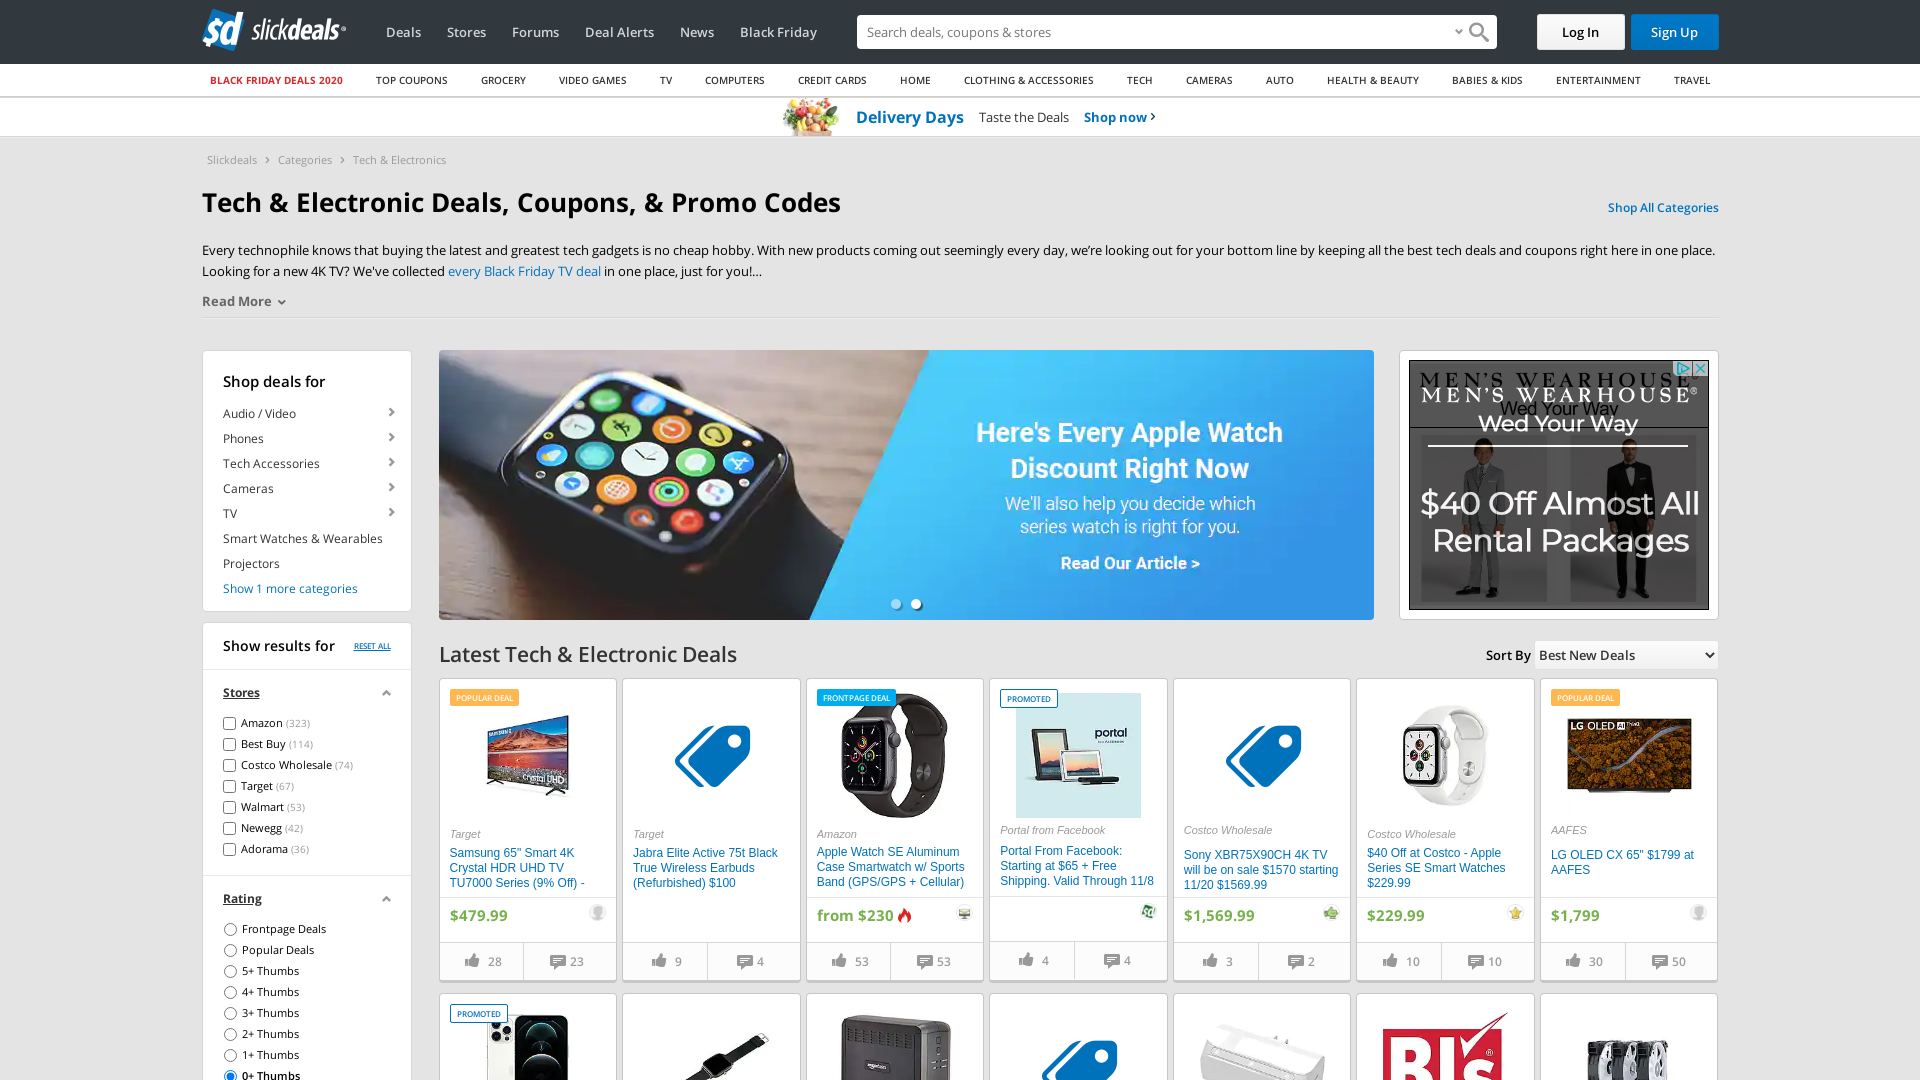 slickdeals
Deals
Stores
Forums
Deal Alerts
News
Black Friday
Search deals, coupons & stores
Log In
Sign Up
BLACK FRIDAY DEALS 2020
TOP COUPONS
GROCERY
VIDEO GAMES
TV
COMPUTERS
CREDIT CARDS
HOME
CLOTHING & ACCESSORIES
TECH
CAMERAS
AUTO
HEALTH & BEAUTY
BABIES & KIDS
ENTERTAINMENT
TRAVEL
Delivery Days Taste the Deals Shop now ›
Slickdeals › Categories › Tech & Electronics
Tech & Electronic Deals, Coupons, & Promo Codes
Shop All Categories
Every technophile knows that buying the latest and greatest tech gadgets is no cheap hobby. With new products coming out seemingly every day, we’re looking out for your bottom line by keeping all the best tech deals and coupons right here in one place.
Looking for a new 4K TV? We've collected every Black Friday TV deal in one place, just for you!...
Read More
Shop deals for
Audio / Video
Phones
Tech Accessories
Cameras
TV
Smart Watches & Wearables
Projectors
Show 1 more categories
Here's Every Apple Watch
Discount Right Now
We'll also help you decide which
series watch is right for you.
Read Our Article >
MEN'S WEARHOUSE
MEN'S WEARHOUSE®
Wed Your Way
Wed Your Way
$40 Off Almost All
Rental Packages
Show results for
RESET ALL
Stores
Amazon (323)
Best Buy (114)
Costco Wholesale (74)
Target (67)
Walmart (53)
Newegg (42)
Adorama (36)
Rating
Frontpage Deals
Popular Deals
5+ Thumbs
4+ Thumbs
3+ Thumbs
2+ Thumbs
1+ Thumbs
0+ Thumbs
Latest Tech & Electronic Deals
Sort By Best New Deals
POPULAR DEAL
Crystal UHD
Target
Samsung 65" Smart 4K
Crystal HDR UHD TV
TU7000 Series (9% Off) -
$479.99
28
23
Target
Jabra Elite Active 75t Black
True Wireless Earbuds
(Refurbished) $100
9
4
FRONTPAGE DEAL
Amazon
Apple Watch SE Aluminum
Case Smartwatch w/ Sports
Band (GPS/GPS + Cellular)
from $230
53
53
PROMOTED
portal
Portal from Facebook
Portal From Facebook:
Starting at $65 + Free
Shipping. Valid Through 11/8
4
4
Costco Wholesale
Sony XBR75X90CH 4K TV
will be on sale $1570 starting
11/20 $1569.99
$1,569.99
3
2
Costco Wholesale
$40 Off at Costco - Apple
Series SE Smart Watches
$229.99
$229.99
10
10
POPULAR DEAL
LG OLED AI ThinQ
AAFES
LG OLED CX 65" $1799 at
AAFES
$1,799
30
50
PROMOTED
BJ's